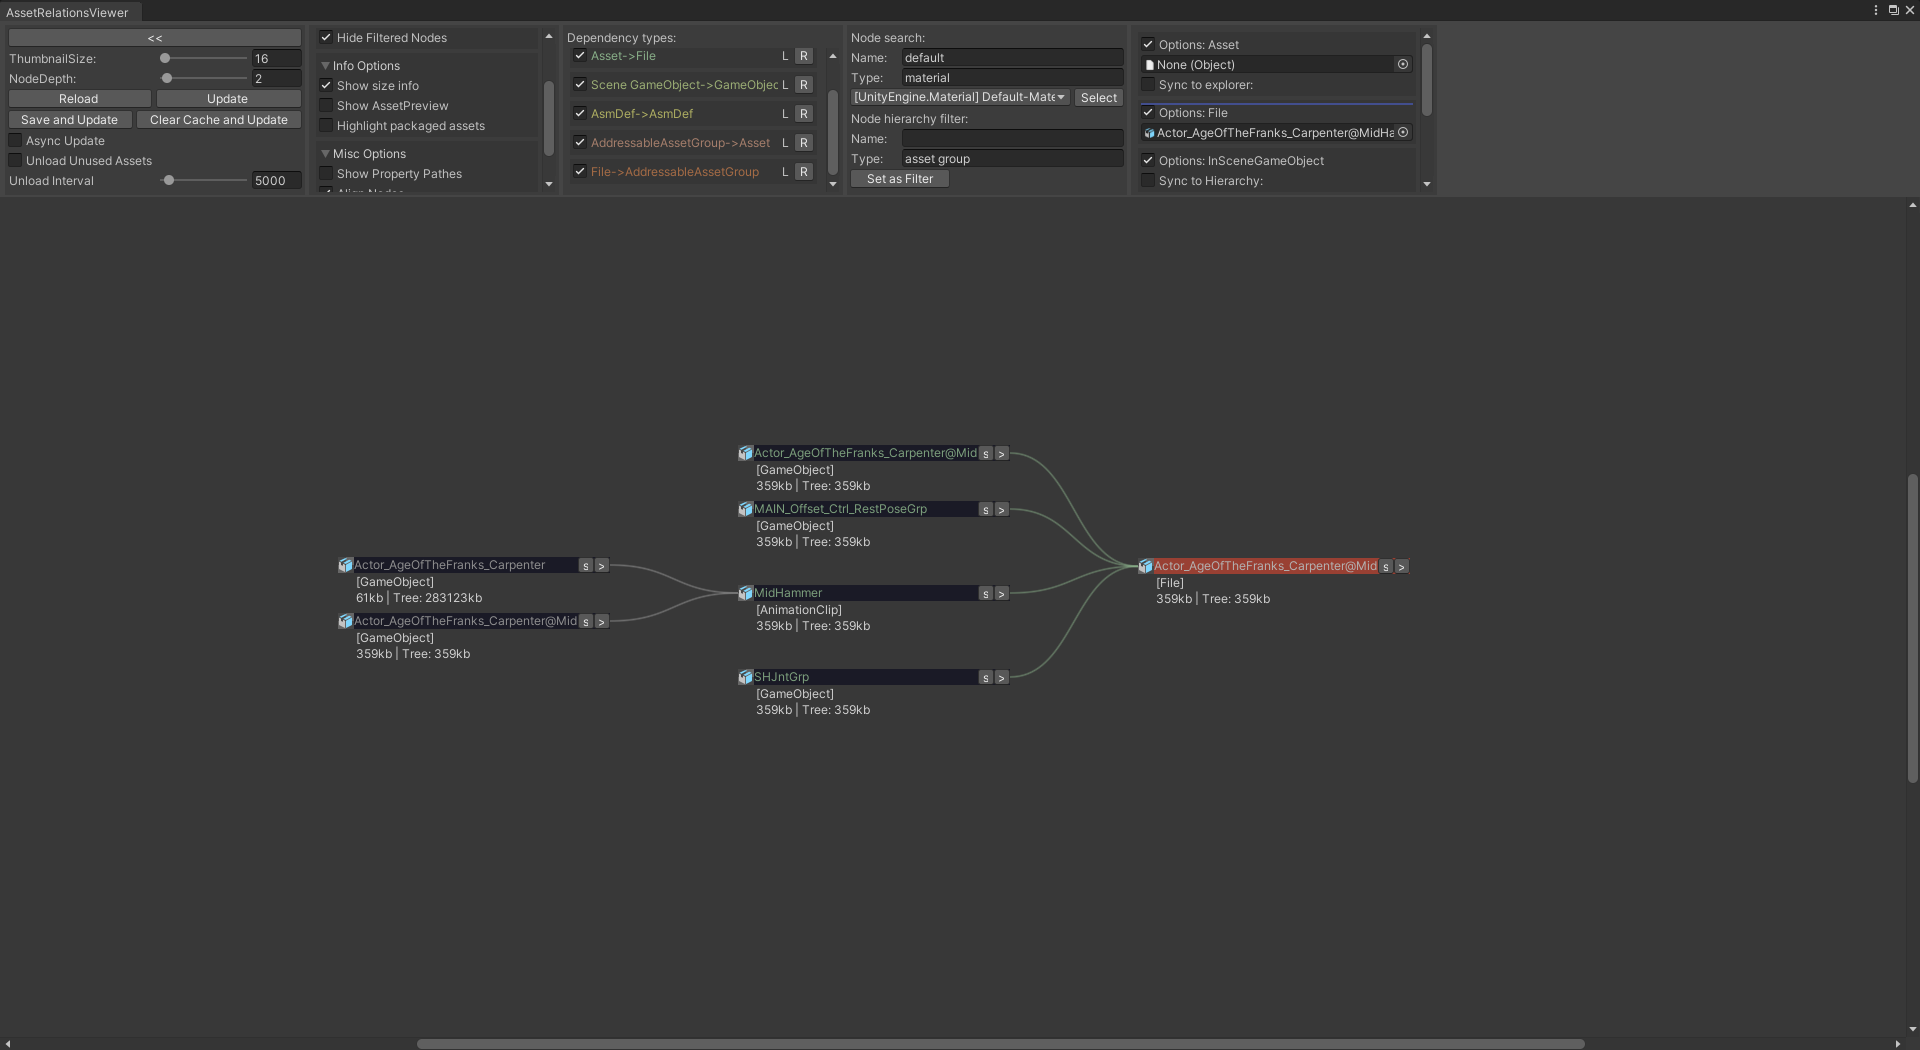 AssetRelationsViewer
<<
ThumbnailSize: 16
NodeDepth: 2
Reload Update
Save and Update Clear Cache and Update
Async Update
Unload Unused Assets
Unload Interval 5000
Hide Filtered Nodes
Info Options
Show size info
Show AssetPreview
Highlight packaged assets
Misc Options
Show Property Pathes
Align Nodes
Dependency types:
Asset->File L R
Scene GameObject->GameObjec L R
AsmDef->AsmDef L R
AddressableAssetGroup->Asset L R
File->AddressableAssetGroup L R
Node search:
Name: default
Type: material
[UnityEngine.Material] Default-Mate Select
Node hierarchy filter:
Name:
Type: asset group
Set as Filter
Options: Asset
None (Object)
Sync to explorer:
Options: File
Actor_AgeOfTheFranks_Carpenter@MidHa
Options: InSceneGameObject
Sync to Hierarchy:
Actor_AgeOfTheFranks_Carpenter s >
[GameObject]
61kb | Tree: 283123kb
Actor_AgeOfTheFranks_Carpenter@Mid s >
[GameObject]
359kb | Tree: 359kb
Actor_AgeOfTheFranks_Carpenter@Mid s >
[GameObject]
359kb | Tree: 359kb
MAIN_Offset_Ctrl_RestPoseGrp s >
[GameObject]
359kb | Tree: 359kb
MidHammer s >
[AnimationClip]
359kb | Tree: 359kb
SHJntGrp s >
[GameObject]
359kb | Tree: 359kb
Actor_AgeOfTheFranks_Carpenter@Mid s >
[File]
359kb | Tree: 359kb